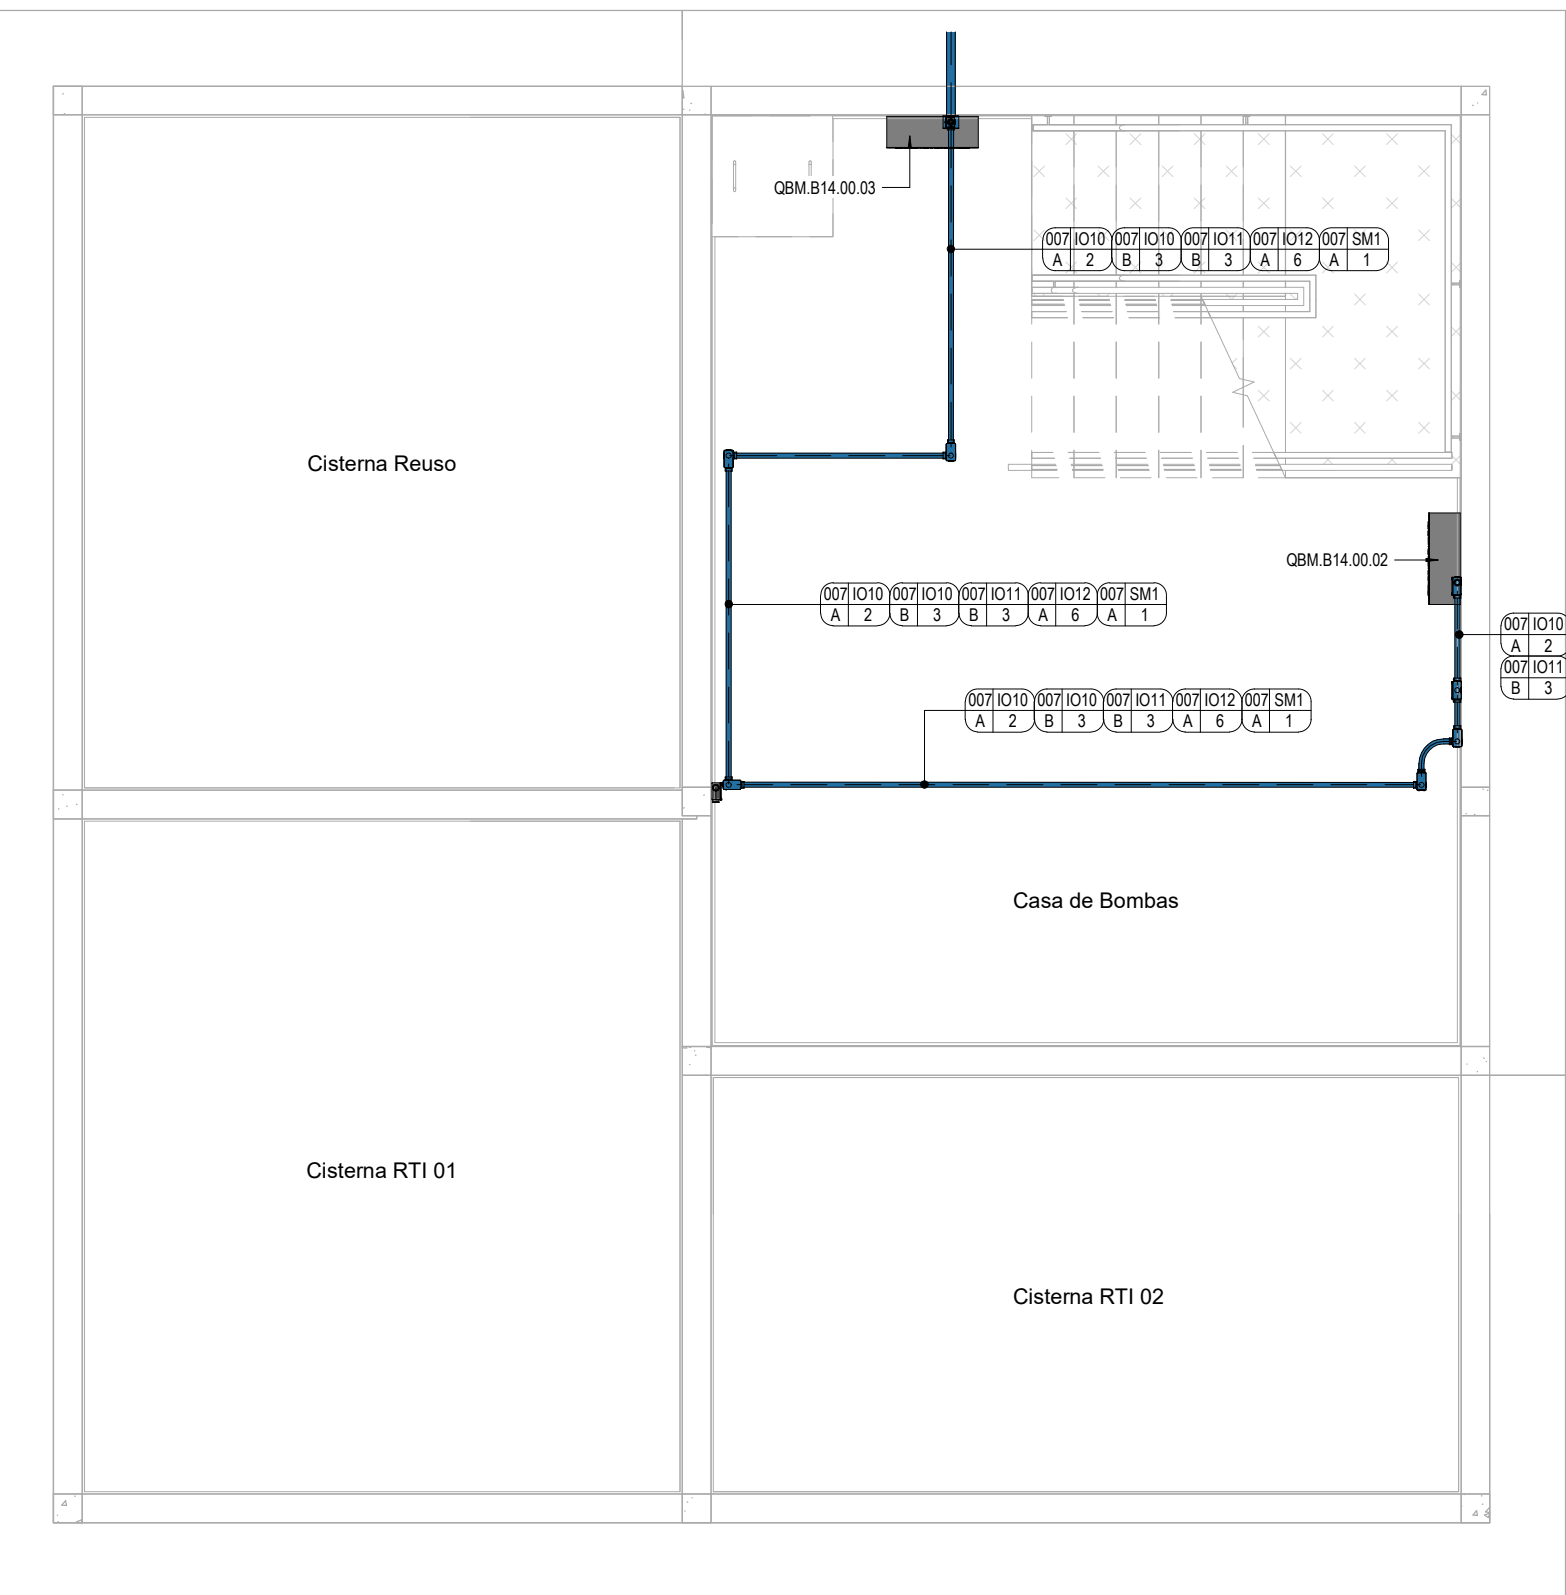 QBM.B14.00.03
007 IO10 007 IO10 007 IO11 007 IO12 007 SM1
A 2 B 3 B 3 A 6 A 1
Cisterna Reuso
QBM.B14.00.02
007 IO10 007 IO10 007 IO11 007 IO12 007 SM1
A 2 B 3 B 3 A 6 A 1
007 IO10
A 2
007 IO11
B 3
007 IO10 007 IO10 007 IO11 007 IO12 007 SM1
A 2 B 3 B 3 A 6 A 1
Casa de Bombas
Cisterna RTI 01
Cisterna RTI 02